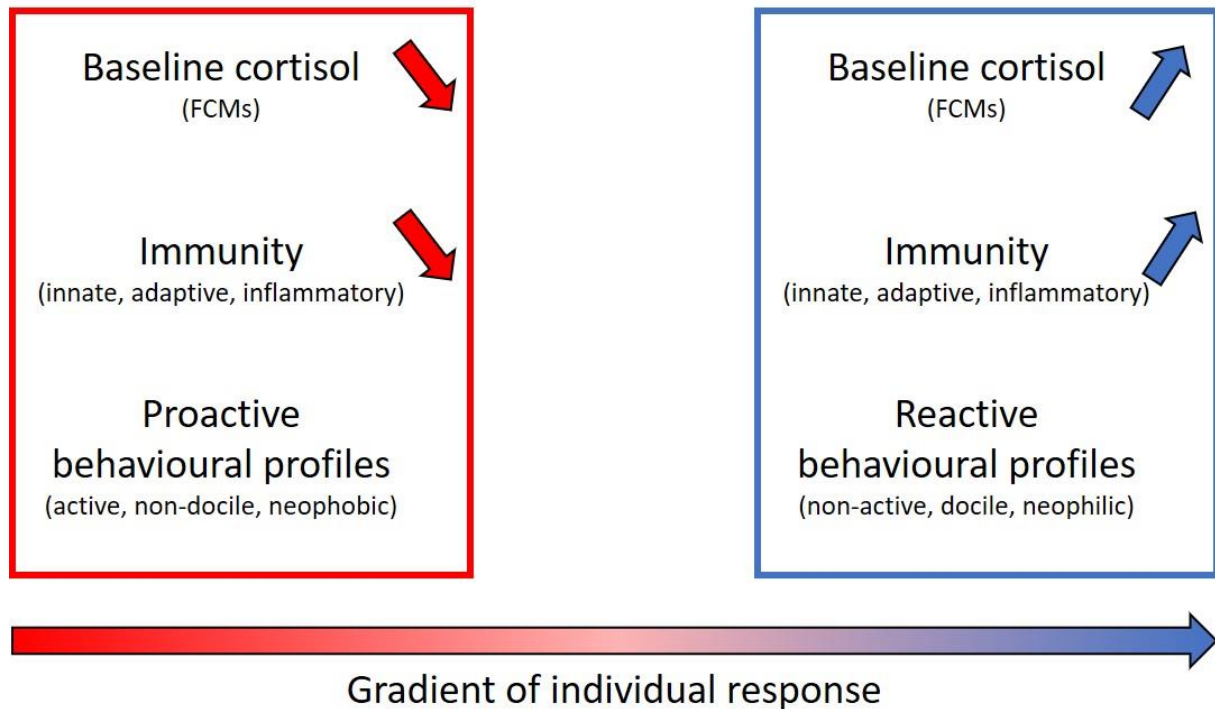 Baseline cortisol
(FCMs)
Immunity
(innate, adaptive, inflammatory)
Proactive
behavioural profiles
(active, non-docile, neophobic)
Baseline cortisol
(FCMs)
Immunity
(innate, adaptive, inflammatory)
Reactive
behavioural profiles
(non-active, docile, neophilic)
Gradient of individual response